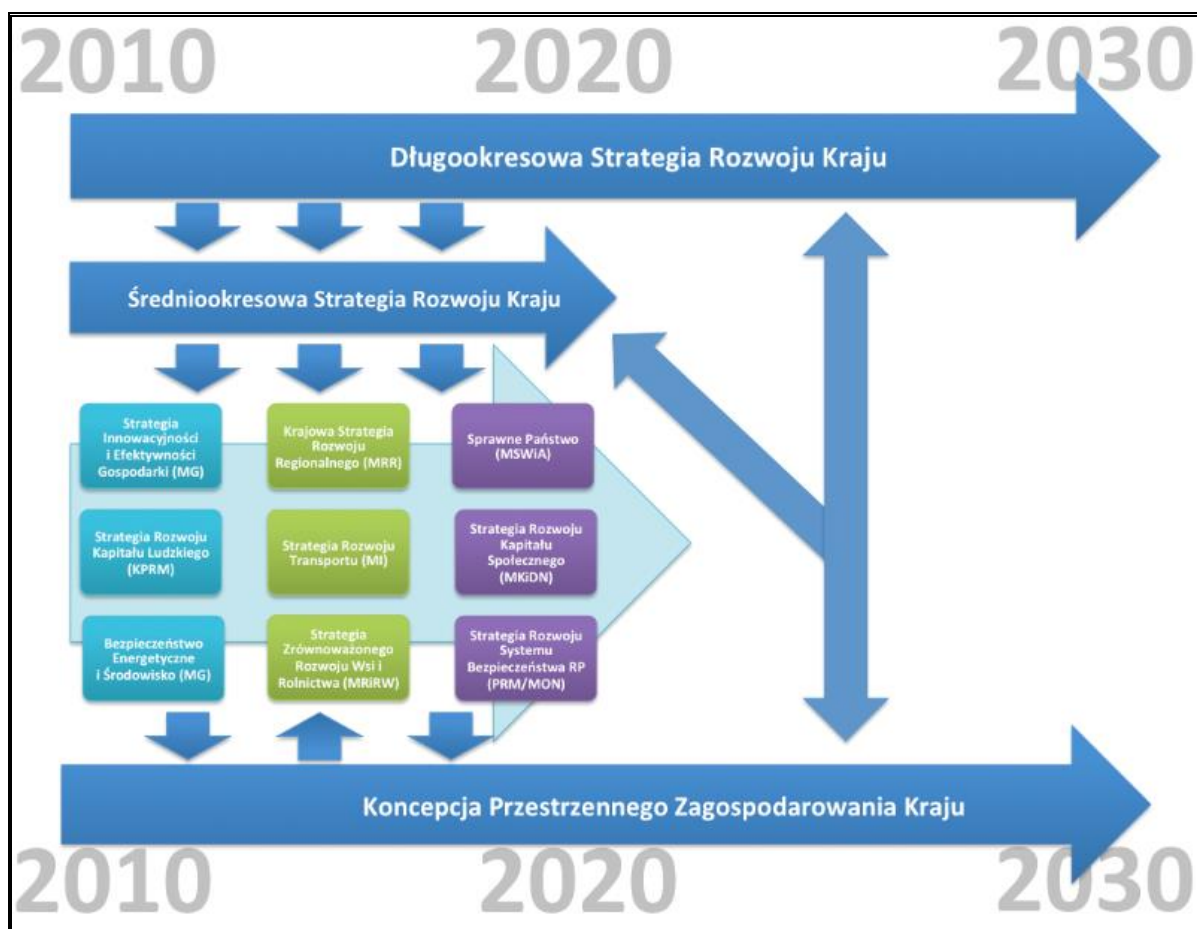 2010 2020 2030
Długookresowa Strategia Rozwoju Kraju
Średniookresowa Strategia Rozwoju Kraju
Strategia
Innowacyjności
i Efektywności
Gospodarki (MG)
Krajowa Strategia
Rozwoju
Regionalnego (MRR)
Sprawne Państwo
(MSWiA)
Strategia Rozwoju
Kapitału Ludzkiego
(KPRM)
Strategia Rozwoju
Transportu (MI)
Strategia Rozwoju
Kapitału
Społecznego
(MKiDN)
Bezpieczeństwo
Energetyczne
i Środowisko (MG)
Strategia
Zrównoważonego
Rozwoju Wsi i
Rolnictwa (MRiRW)
Strategia Rozwoju
Systemu
Bezpieczeństwa RP
(PRM/MON)
Koncepcja Przestrzennego Zagospodarowania Kraju
2010 2020 2030